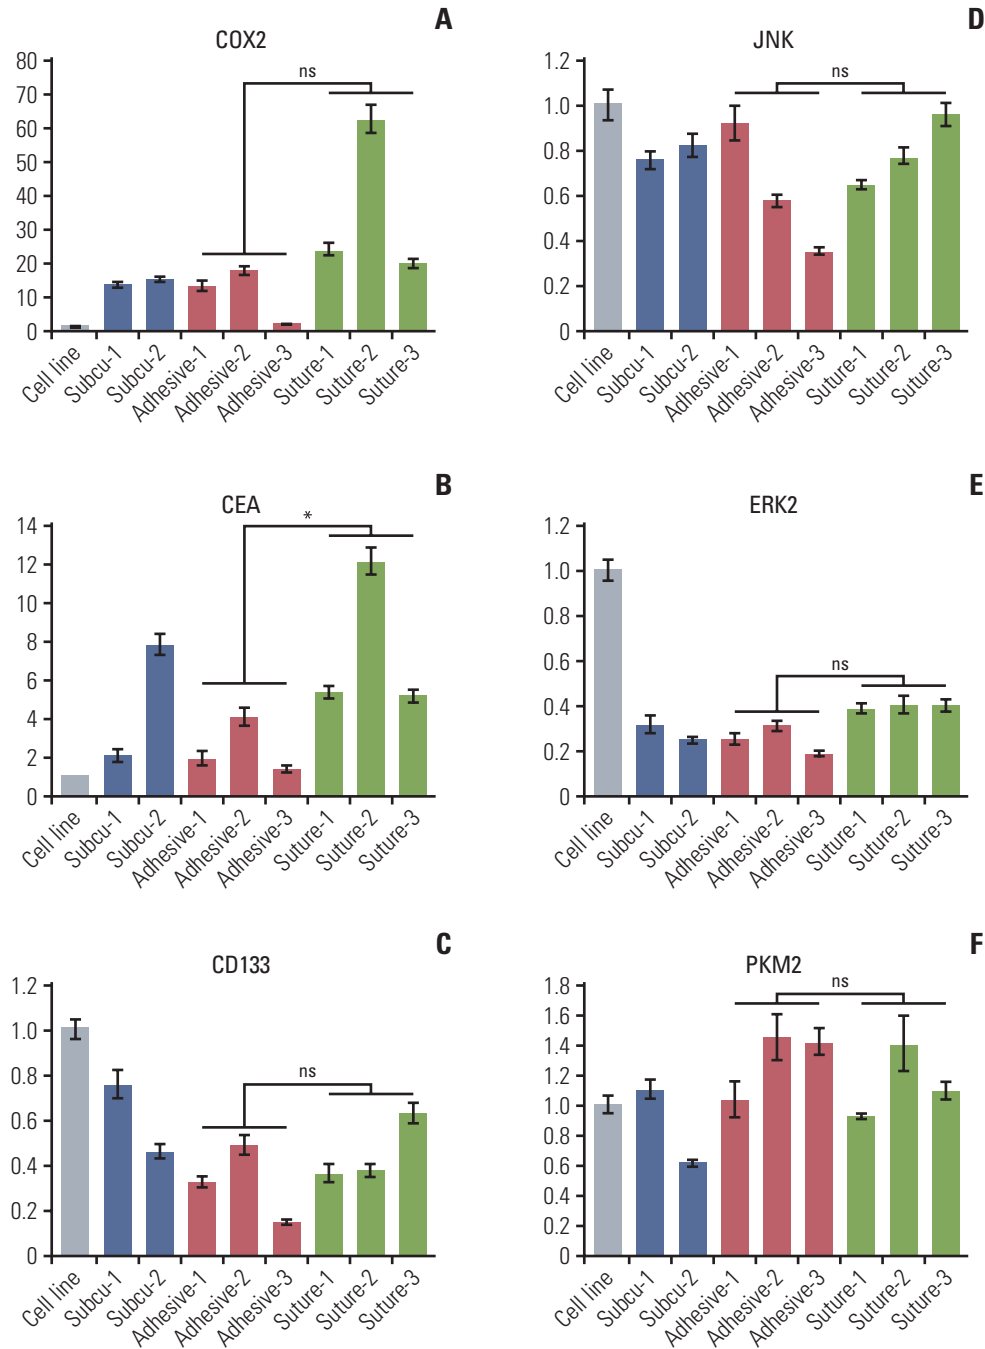 A
COX2
80
70
60
50
40
30
20
10
0
ns
Cell line
Subcu-1
Subcu-2
Adhesive-1
Adhesive-2
Adhesive-3
Suture-1
Suture-2
Suture-3
D
JNK
1.2
1.0
0.8
0.6
0.4
0.2
0
ns
Cell line
Subcu-1
Subcu-2
Adhesive-1
Adhesive-2
Adhesive-3
Suture-1
Suture-2
Suture-3
B
CEA
14
12
10
8
6
4
2
0
*
Cell line
Subcu-1
Subcu-2
Adhesive-1
Adhesive-2
Adhesive-3
Suture-1
Suture-2
Suture-3
E
ERK2
1.2
1.0
0.8
0.6
0.4
0.2
0
ns
Cell line
Subcu-1
Subcu-2
Adhesive-1
Adhesive-2
Adhesive-3
Suture-1
Suture-2
Suture-3
C
CD133
1.2
1.0
0.8
0.6
0.4
0.2
0
ns
Cell line
Subcu-1
Subcu-2
Adhesive-1
Adhesive-2
Adhesive-3
Suture-1
Suture-2
Suture-3
F
PKM2
1.8
1.6
1.4
1.2
1.0
0.8
0.6
0.4
0.2
0
ns
Cell line
Subcu-1
Subcu-2
Adhesive-1
Adhesive-2
Adhesive-3
Suture-1
Suture-2
Suture-3